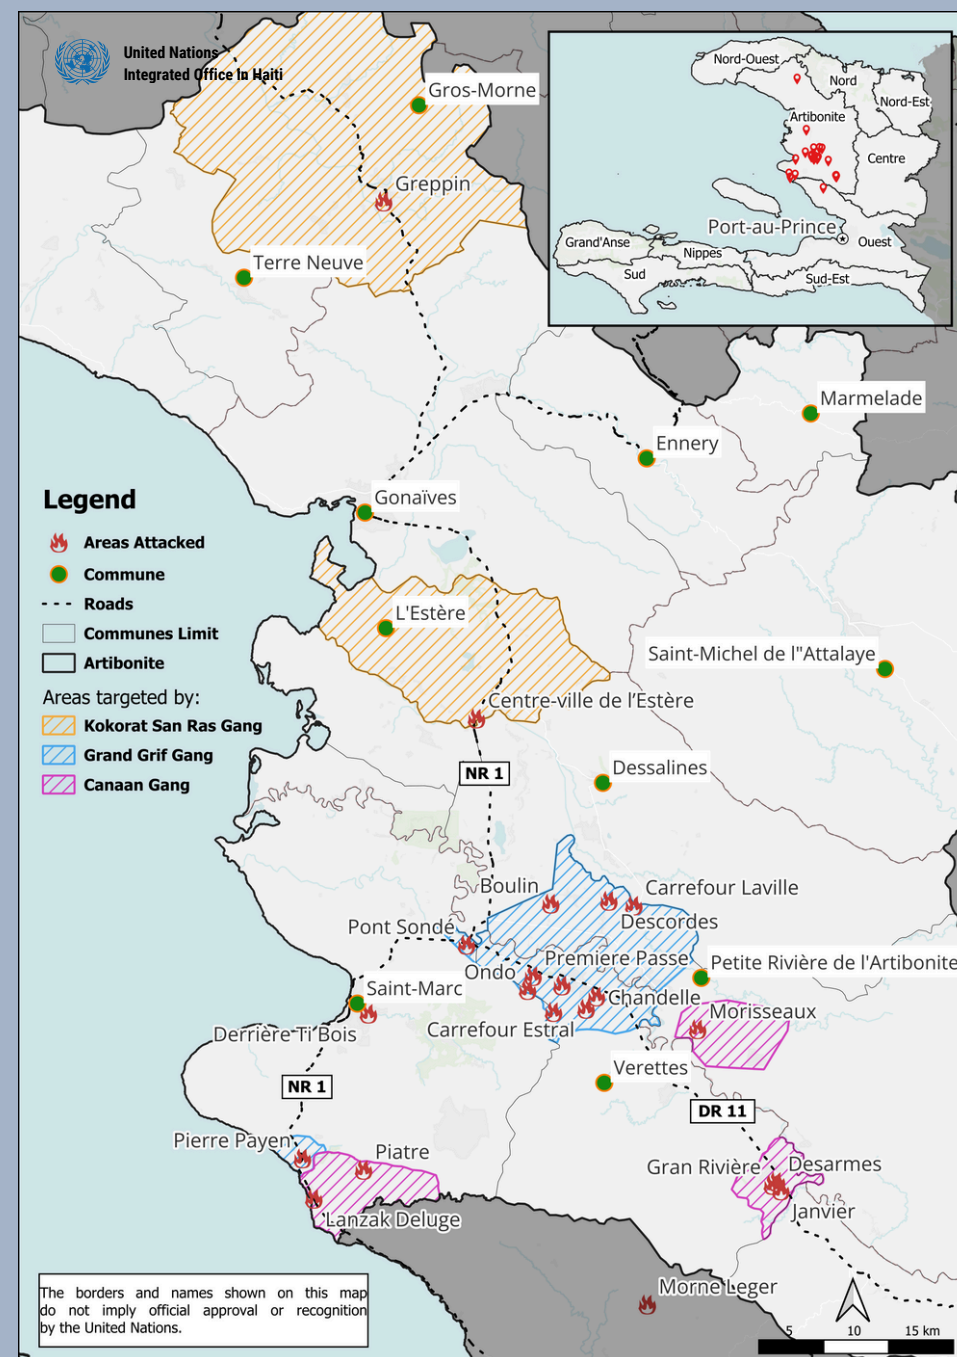 United Nations
Integrated Office In Haiti
Gros-Morne
Greppin
Terre Neuve
Nord-Ouest
Nord
Nord-Est
Artibonite
Centre
Port-au-Prince
Ouest
Grand'Anse
Nippes
Sud
Sud-Est
Marmelade
Ennery
Gonaïves
Legend
Areas Attacked
Commune
Roads
Communes Limit
Artibonite
Areas targeted by:
Kokorat San Ras Gang
Grand Grif Gang
Canaan Gang
L'Estère
Saint-Michel de l"Attalaye
Centre-ville de l’Estère
NR 1
Dessalines
Boulin
Carrefour Laville
Descordes
Pont Sondé
Ondo
Premiere Passe
Petite Rivière de l'Artibonite
Saint-Marc
Chandelle
Morisseaux
Derrière Ti Bois
Carrefour Estral
Verettes
NR 1
DR 11
Pierre Payen
Piatre
Gran Rivière
Desarmes
Lanzak Deluge
Janvier
Morne Leger
The borders and names shown on this map
do not imply official approval or recognition
by the United Nations.
5 10 15 km